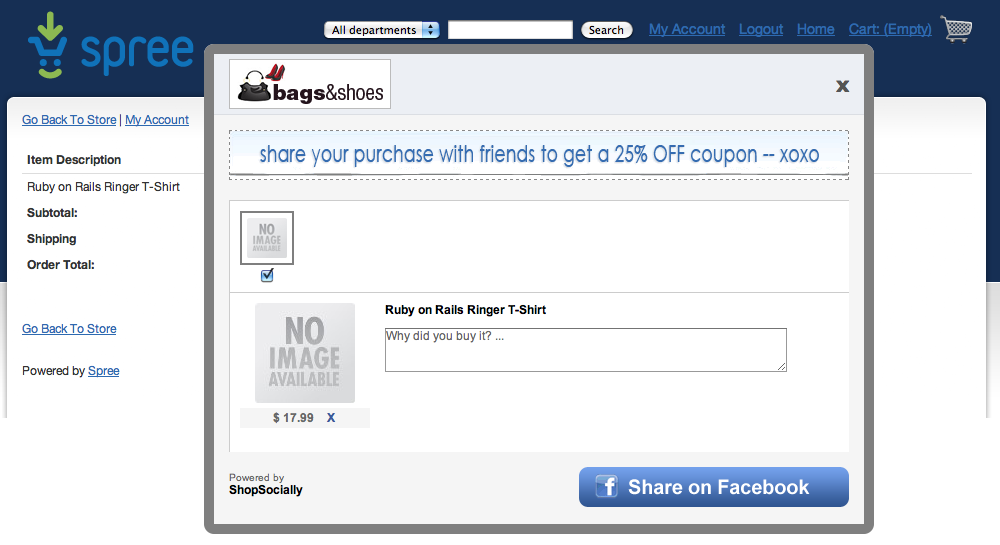 spree
All departments
Search
My Account
Logout
Home
Cart: (Empty)
bags&shoes
X
Go Back To Store | My Account
share your purchase with friends to get a 25% OFF coupon -- xoxo
Item Description
Ruby on Rails Ringer T-Shirt
Subtotal:
Shipping
Order Total:
NO
IMAGE
AVAILABLE
Ruby on Rails Ringer T-Shirt
Why did you buy it? ...
NO
IMAGE
AVAILABLE
$ 17.99 X
Go Back To Store
Powered by Spree
Powered by
ShopSocially
f Share on Facebook